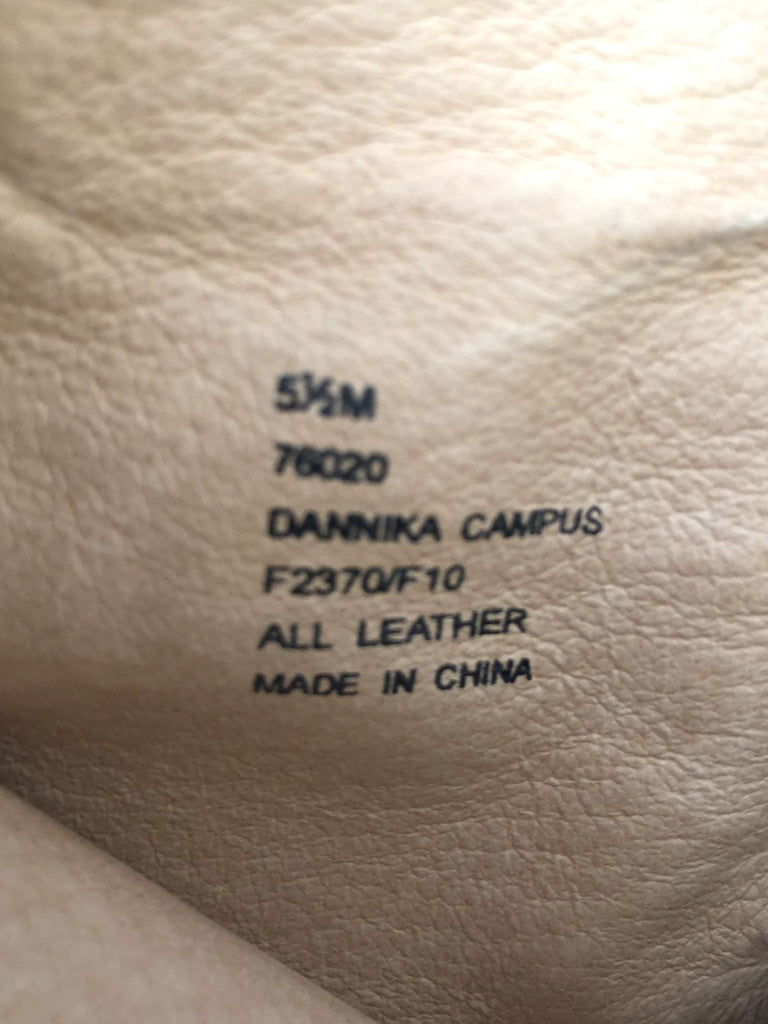 5½M
76020
DANNIKA CAMPUS
F2370/F10
ALL LEATHER
MADE IN CHINA